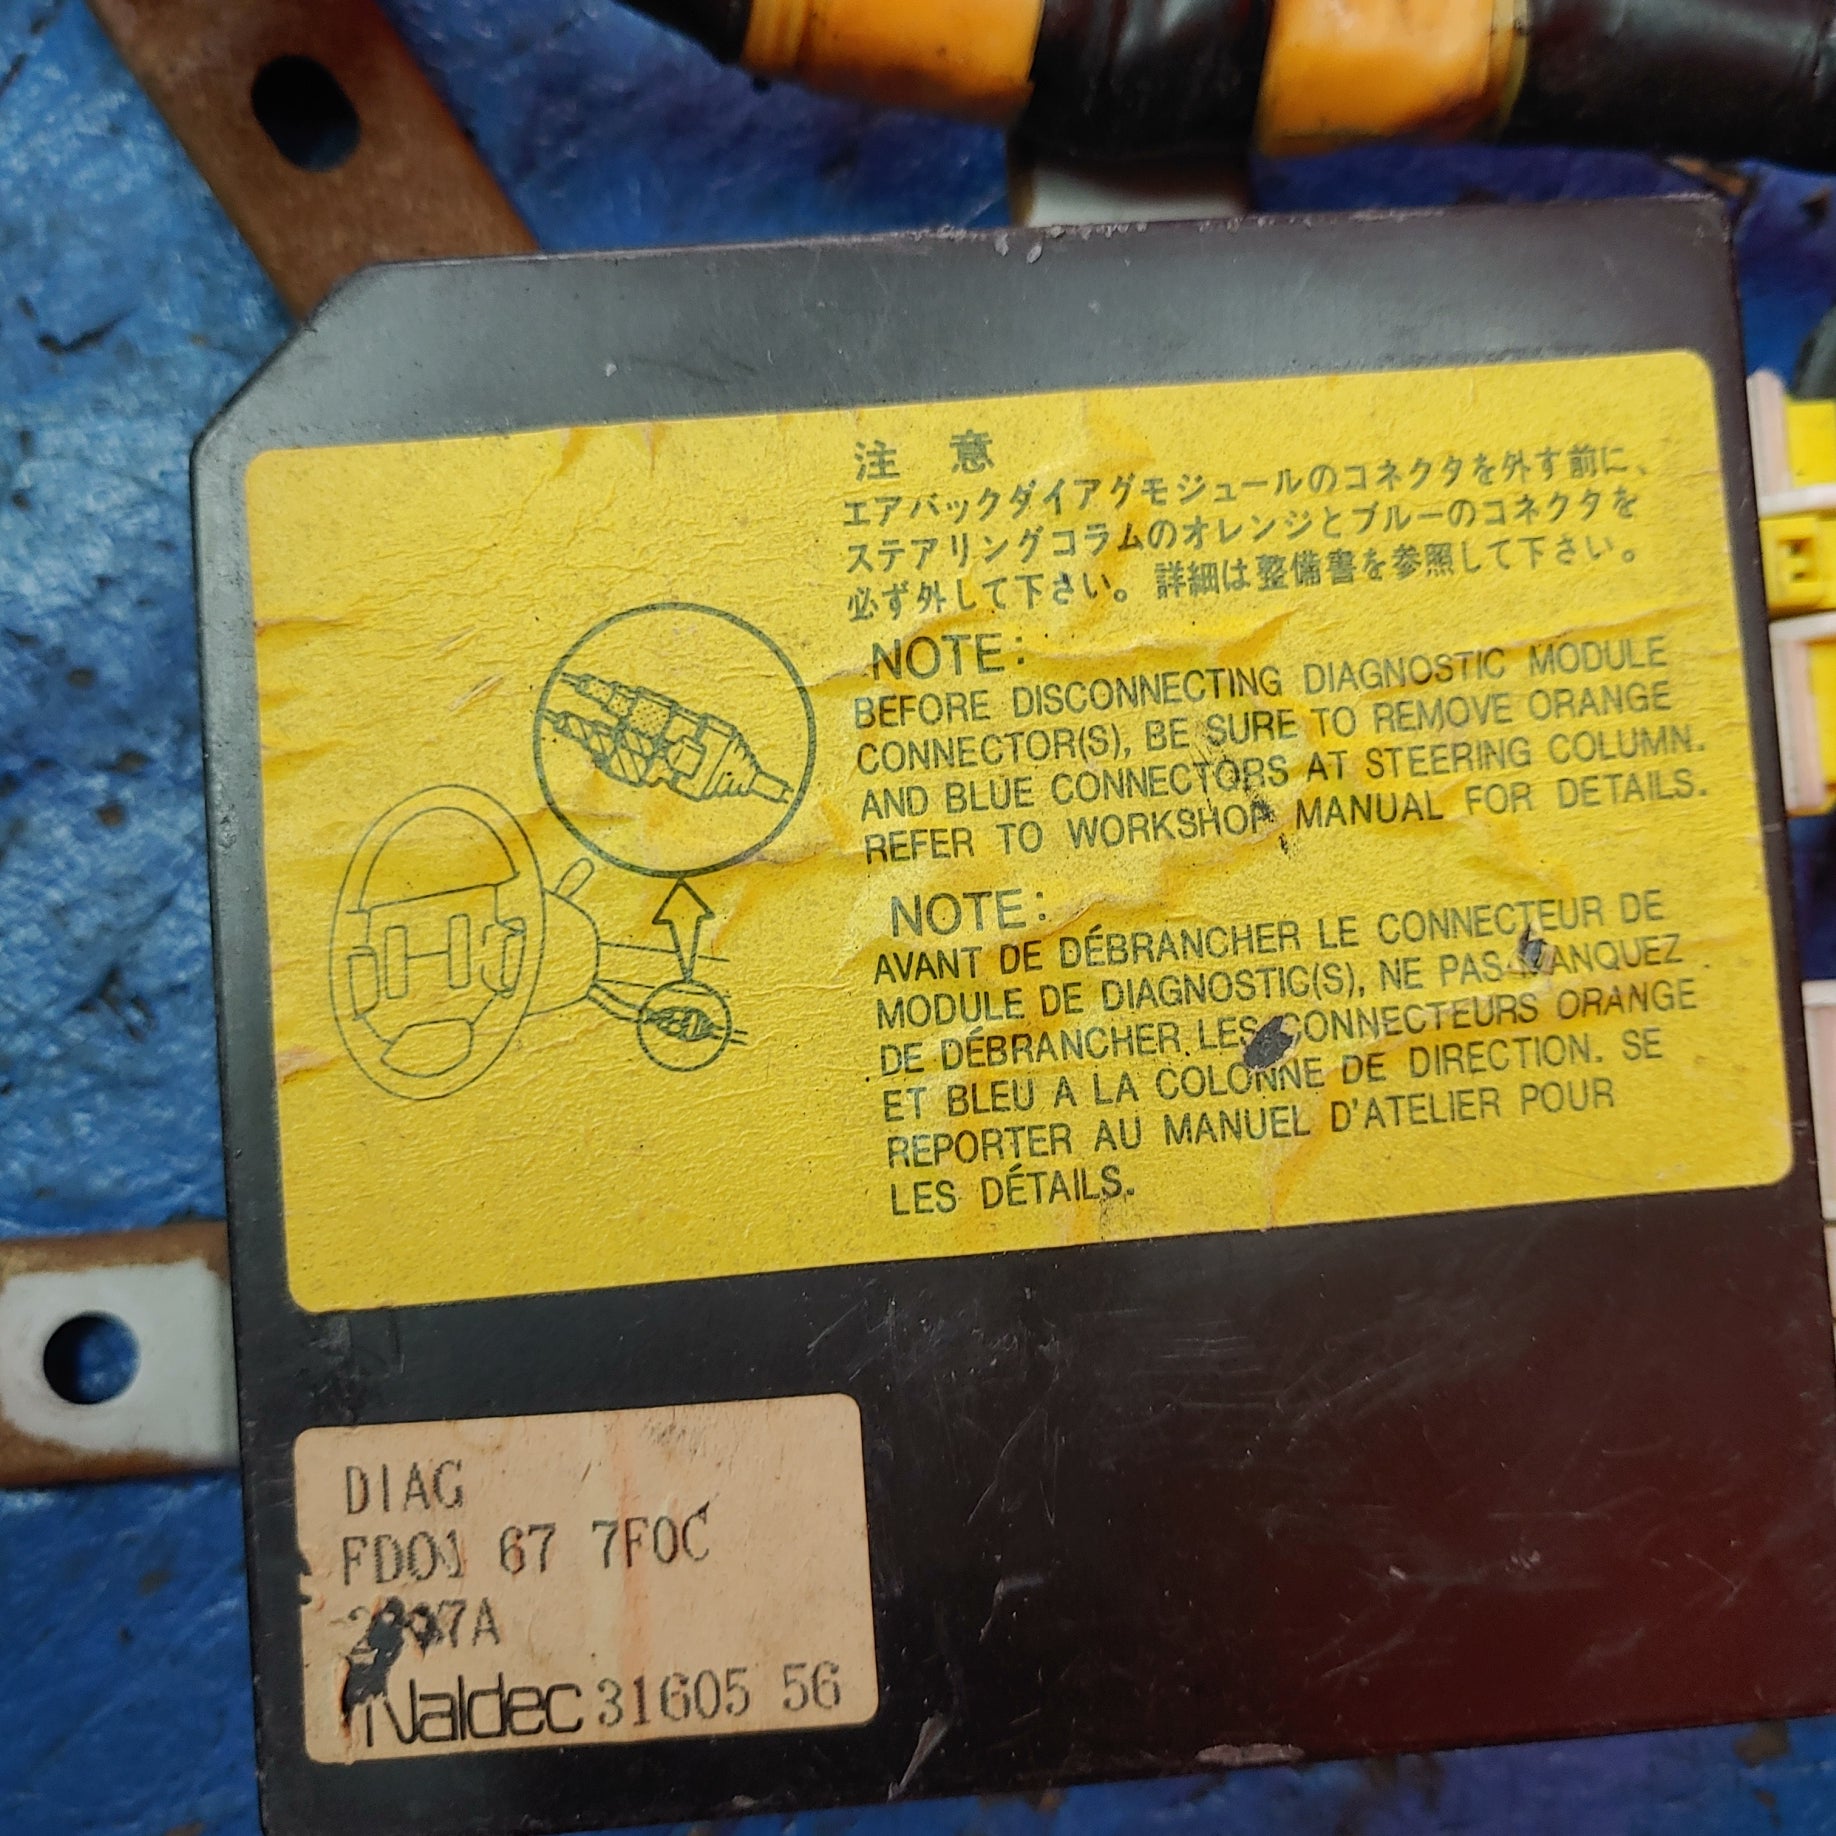 注 意
エアバックダイアグモジュールのコネクタを外す前に、
ステアリングコラムのオレンジとブルーのコネクタを
必ず外して下さい。詳細は整備書を参照して下さい。
NOTE:
BEFORE DISCONNECTING DIAGNOSTIC MODULE
CONNECTOR(S), BE SURE TO REMOVE ORANGE
AND BLUE CONNECTORS AT STEERING COLUMN.
REFER TO WORKSHOP MANUAL FOR DETAILS.
NOTE:
AVANT DE DÉBRANCHER LE CONNECTEUR DE
MODULE DE DIAGNOSTIC(S), NE PAS MANQUEZ
DE DÉBRANCHER LES CONNECTEURS ORANGE
ET BLEU A LA COLONNE DE DIRECTION. SE
REPORTER AU MANUEL D'ATELIER POUR
LES DÉTAILS.
DIAG
FD01 67 7F0C
Naldec 31605 56